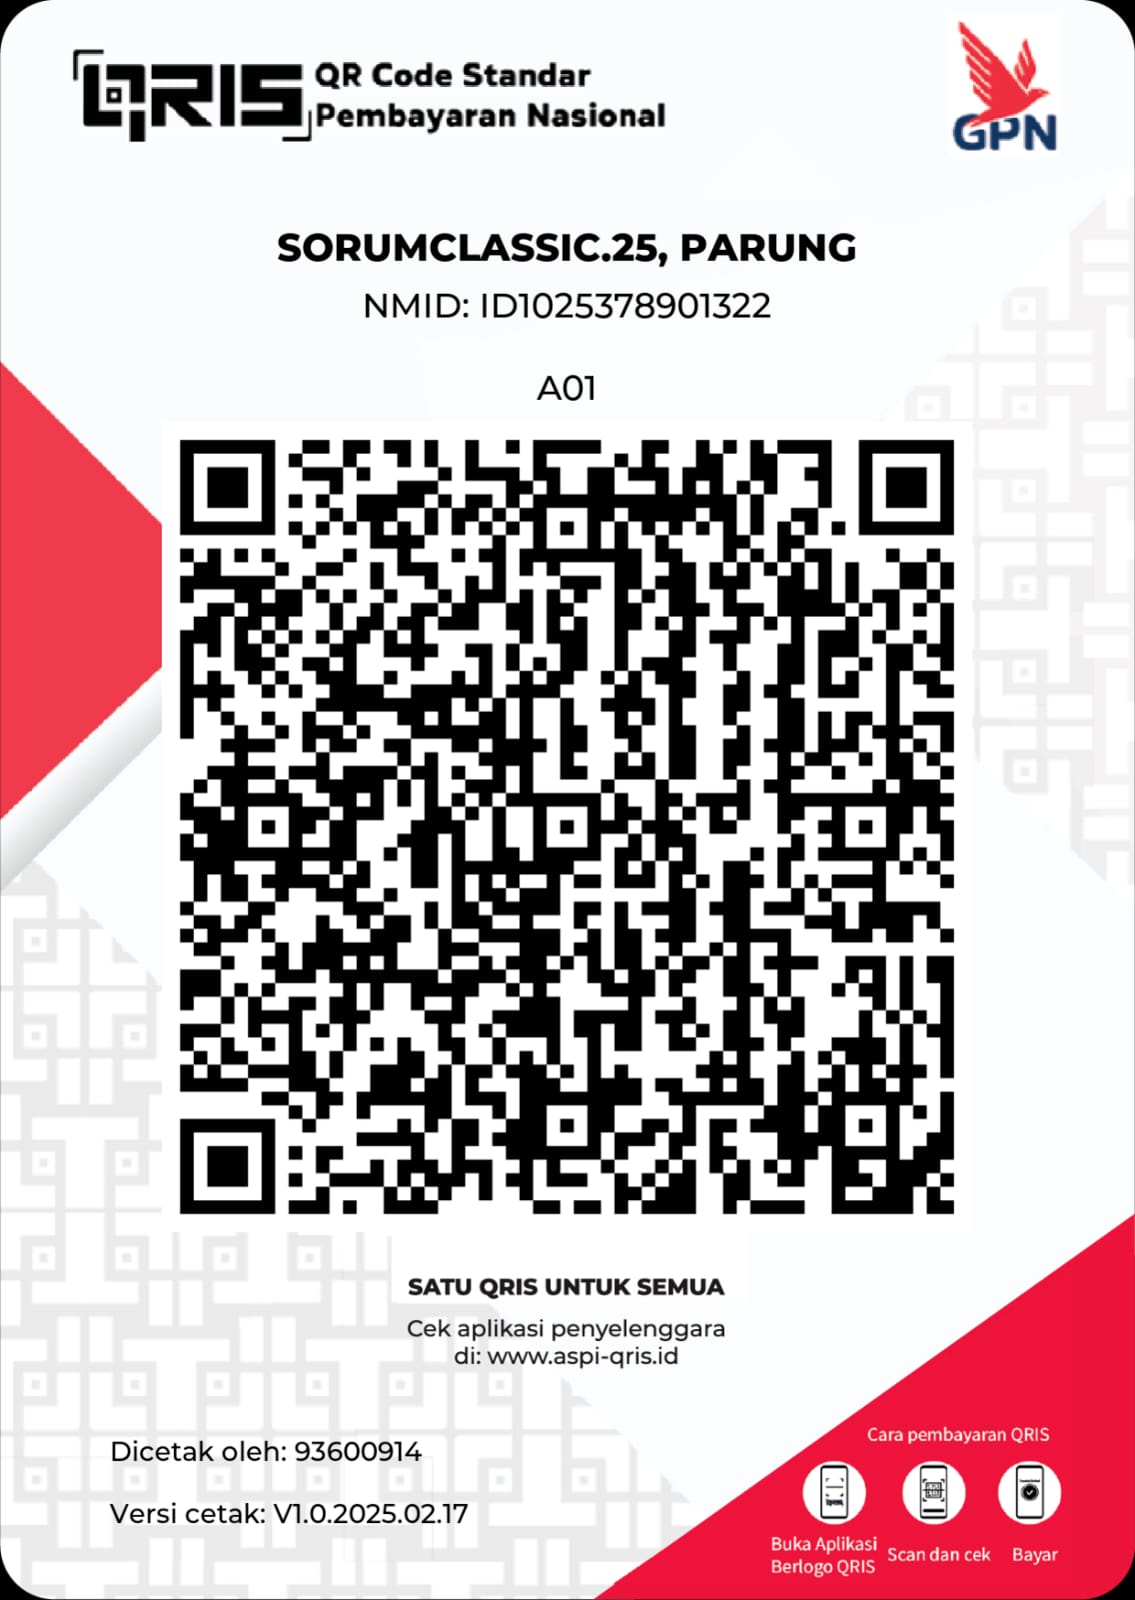 QRIS
QR Code Standar
Pembayaran Nasional
GPN
SORUMCLASSIC.25, PARUNG
NMID: ID1025378901322
A01
SATU QRIS UNTUK SEMUA
Cek aplikasi penyelenggara
di: www.aspi-qris.id
Dicetak oleh: 93600914
Versi cetak: V1.0.2025.02.17
Cara pembayaran QRIS
Buka Aplikasi
Berlogo QRIS
Scan dan cek
Bayar